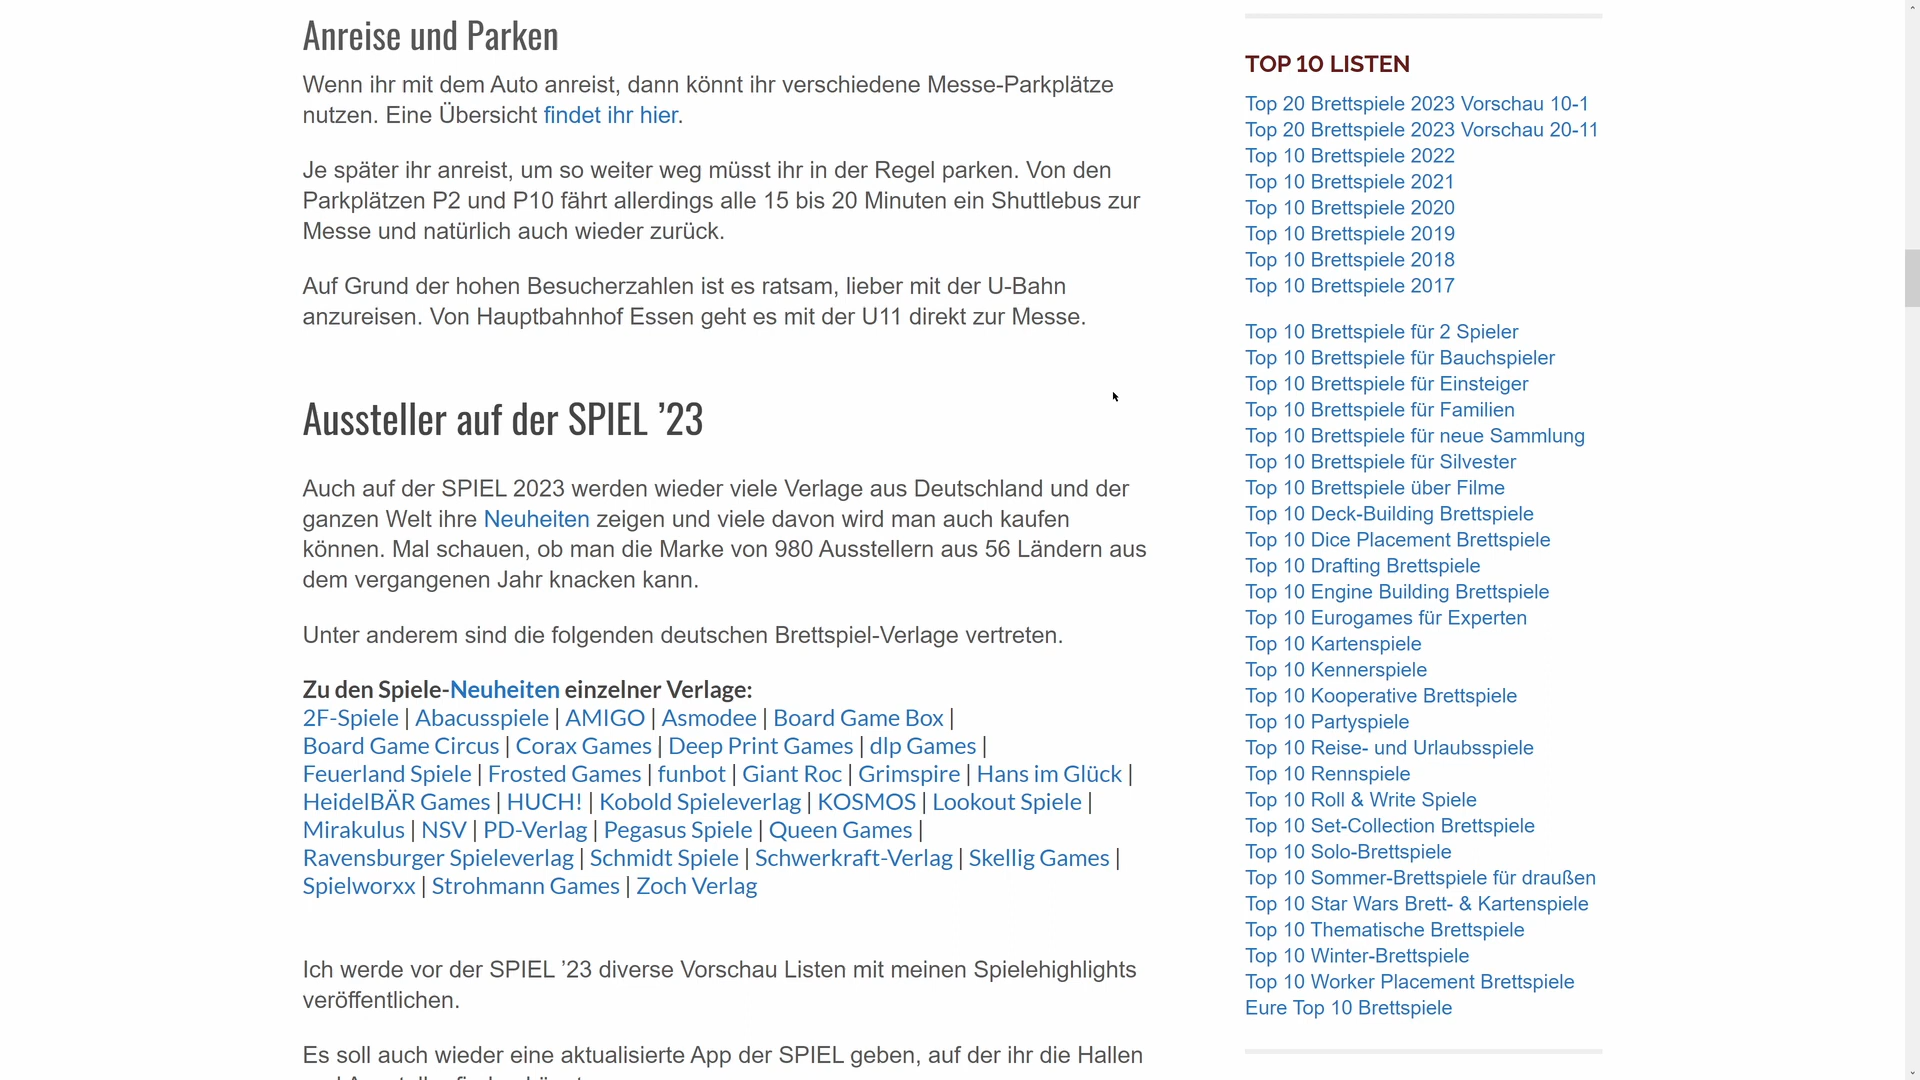 Anreise und Parken
Wenn ihr mit dem Auto anreist, dann könnt ihr verschiedene Messe-Parkplätze
nutzen. Eine Übersicht findet ihr hier.
Je später ihr anreist, um so weiter weg müsst ihr in der Regel parken. Von den
Parkplätzen P2 und P10 fährt allerdings alle 15 bis 20 Minuten ein Shuttlebus zur
Messe und natürlich auch wieder zurück.
Auf Grund der hohen Besucherzahlen ist es ratsam, lieber mit der U-Bahn
anzureisen. Von Hauptbahnhof Essen geht es mit der U11 direkt zur Messe.
Aussteller auf der SPIEL ’23
Auch auf der SPIEL 2023 werden wieder viele Verlage aus Deutschland und der
ganzen Welt ihre Neuheiten zeigen und viele davon wird man auch kaufen
können. Mal schauen, ob man die Marke von 980 Ausstellern aus 56 Ländern aus
dem vergangenen Jahr knacken kann.
Unter anderem sind die folgenden deutschen Brettspiel-Verlage vertreten.
Zu den Spiele-Neuheiten einzelner Verlage:
2F-Spiele | Abacusspiele | AMIGO | Asmodee | Board Game Box |
Board Game Circus | Corax Games | Deep Print Games | dlp Games |
Feuerland Spiele | Frosted Games | funbot | Giant Roc | Grimspire | Hans im Glück |
HeidelBÄR Games | HUCH! | Kobold Spieleverlag | KOSMOS | Lookout Spiele |
Mirakulus | NSV | PD-Verlag | Pegasus Spiele | Queen Games |
Ravensburger Spieleverlag | Schmidt Spiele | Schwerkraft-Verlag | Skellig Games |
Spielworxx | Strohmann Games | Zoch Verlag
Ich werde vor der SPIEL ’23 diverse Vorschau Listen mit meinen Spielehighlights
veröffentlichen.
Es soll auch wieder eine aktualisierte App der SPIEL geben, auf der ihr die Hallen
TOP 10 LISTEN
Top 20 Brettspiele 2023 Vorschau 10-1
Top 20 Brettspiele 2023 Vorschau 20-11
Top 10 Brettspiele 2022
Top 10 Brettspiele 2021
Top 10 Brettspiele 2020
Top 10 Brettspiele 2019
Top 10 Brettspiele 2018
Top 10 Brettspiele 2017
Top 10 Brettspiele für 2 Spieler
Top 10 Brettspiele für Bauchspieler
Top 10 Brettspiele für Einsteiger
Top 10 Brettspiele für Familien
Top 10 Brettspiele für neue Sammlung
Top 10 Brettspiele für Silvester
Top 10 Brettspiele über Filme
Top 10 Deck-Building Brettspiele
Top 10 Dice Placement Brettspiele
Top 10 Drafting Brettspiele
Top 10 Engine Building Brettspiele
Top 10 Eurogames für Experten
Top 10 Kartenspiele
Top 10 Kennerspiele
Top 10 Kooperative Brettspiele
Top 10 Partyspiele
Top 10 Reise- und Urlaubsspiele
Top 10 Rennspiele
Top 10 Roll & Write Spiele
Top 10 Set-Collection Brettspiele
Top 10 Solo-Brettspiele
Top 10 Sommer-Brettspiele für draußen
Top 10 Star Wars Brett- & Kartenspiele
Top 10 Thematische Brettspiele
Top 10 Winter-Brettspiele
Top 10 Worker Placement Brettspiele
Eure Top 10 Brettspiele